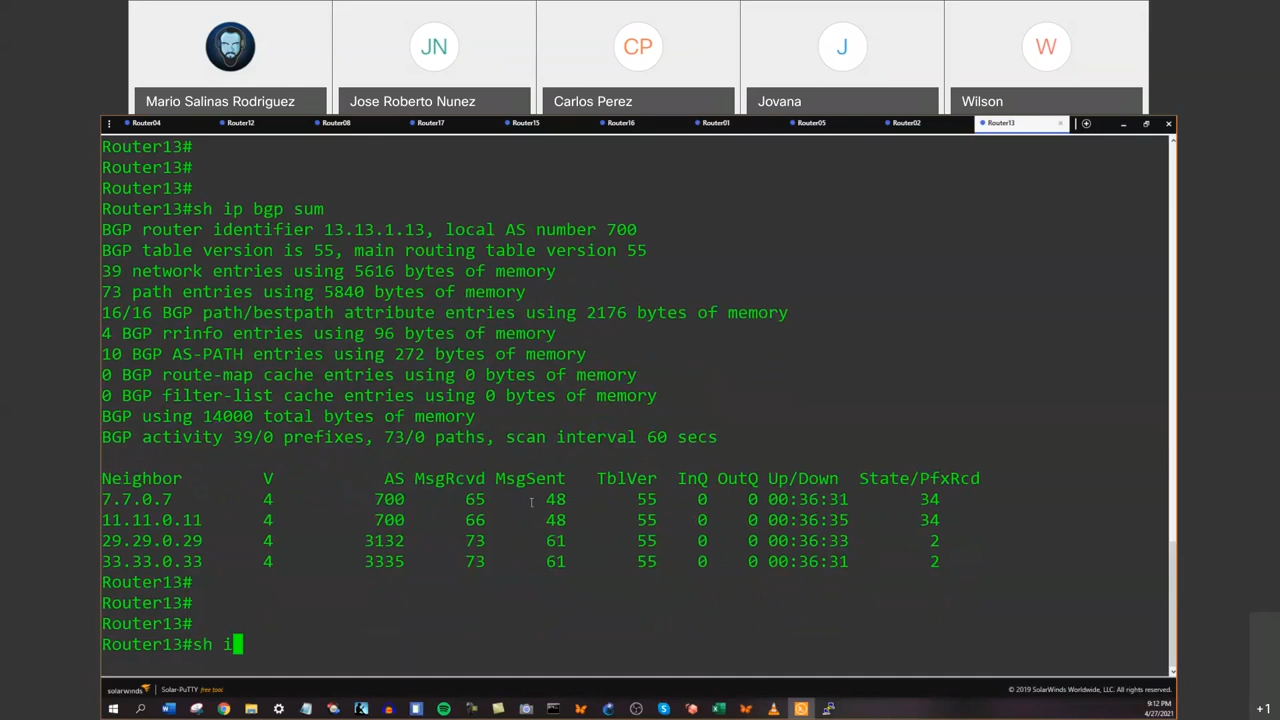 JN
CP
J
W
Mario Salinas Rodriguez
Jose Roberto Nunez
Carlos Perez
Jovana
Wilson
Router04 Router12 Router08 Router17 Router15 Router16 Router01 Router05 Router02 Router13
Router13#
Router13#
Router13#
Router13#sh ip bgp sum
BGP router identifier 13.13.1.13, local AS number 700
BGP table version is 55, main routing table version 55
39 network entries using 5616 bytes of memory
73 path entries using 5840 bytes of memory
16/16 BGP path/bestpath attribute entries using 2176 bytes of memory
4 BGP rrinfo entries using 96 bytes of memory
10 BGP AS-PATH entries using 272 bytes of memory
0 BGP route-map cache entries using 0 bytes of memory
0 BGP filter-list cache entries using 0 bytes of memory
BGP using 14000 total bytes of memory
BGP activity 39/0 prefixes, 73/0 paths, scan interval 60 secs
Neighbor V AS MsgRcvd MsgSent TblVer InQ OutQ Up/Down State/PfxRcd
7.7.0.7 4 700 65 48 55 0 0 00:36:31 34
11.11.0.11 4 700 66 48 55 0 0 00:36:35 34
29.29.0.29 4 3132 73 61 55 0 0 00:36:33 2
33.33.0.33 4 3335 73 61 55 0 0 00:36:31 2
Router13#
Router13#
Router13#
Router13#sh i
solarwinds Solar-PuTTY free tool © 2019 SolarWinds Worldwide, LLC. All rights reserved.
9:12 PM
4/27/2021
+1